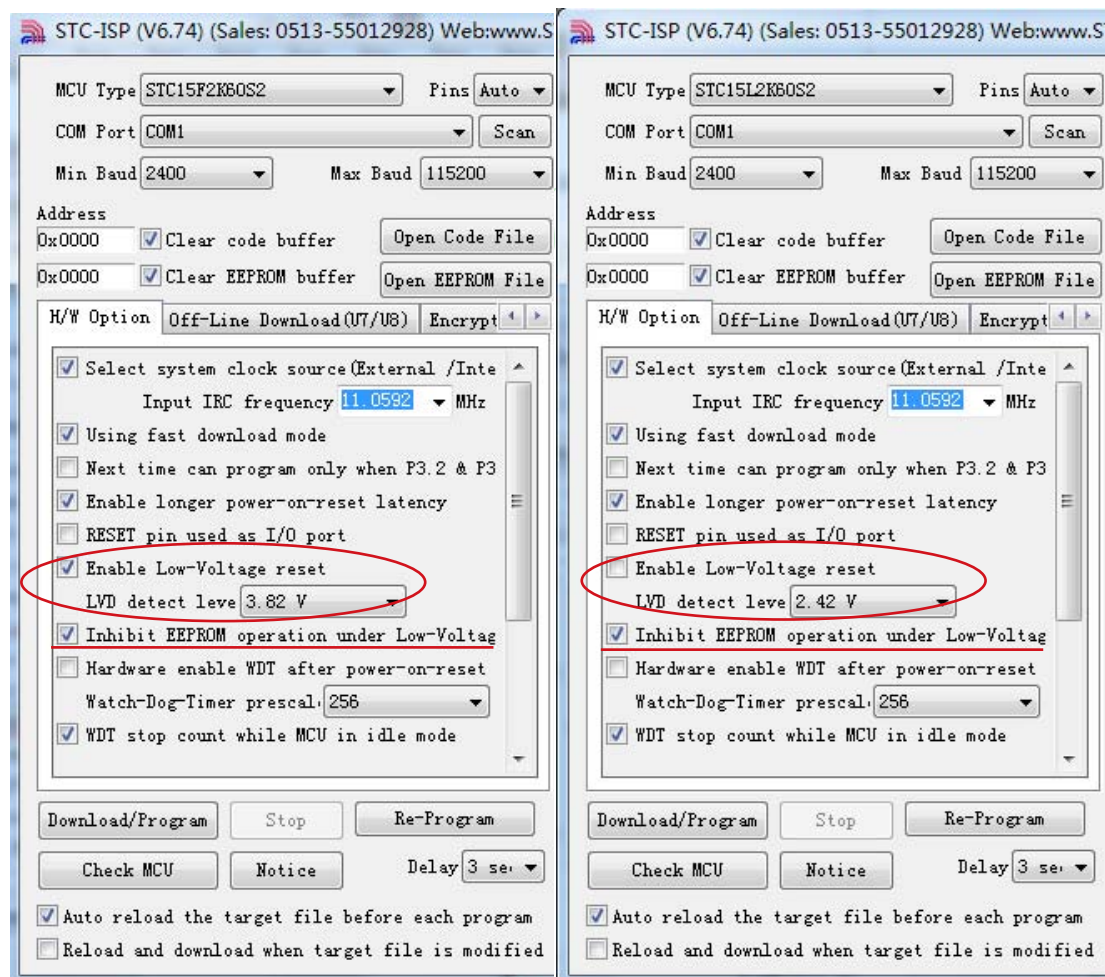 STC-ISP (V6.74) (Sales: 0513-55012928) Web:www.S
MCU Type STC15F2K60S2 Pins Auto
COM Port COM1 Scan
Min Baud 2400 Max Baud 115200
Address
0x0000 Clear code buffer Open Code File
0x0000 Clear EEPROM buffer Open EEPROM File
H/W Option Off-Line Download(U7/U8) Encrypt
Select system clock source(External /Inte
Input IRC frequency 11.0592 MHz
Using fast download mode
Next time can program only when P3.2 & P3
Enable longer power-on-reset latency
RESET pin used as I/O port
Enable Low-Voltage reset
LVD detect leve 3.82 V
Inhibit EEPROM operation under Low-Voltag
Hardware enable WDT after power-on-reset
Watch-Dog-Timer prescal 256
WDT stop count while MCU in idle mode
Download/Program Stop Re-Program
Check MCU Notice Delay 3 se
Auto reload the target file before each program
Reload and download when target file is modified
STC-ISP (V6.74) (Sales: 0513-55012928) Web:www.S
MCU Type STC15L2K60S2 Pins Auto
COM Port COM1 Scan
Min Baud 2400 Max Baud 115200
Address
0x0000 Clear code buffer Open Code File
0x0000 Clear EEPROM buffer Open EEPROM File
H/W Option Off-Line Download(U7/U8) Encrypt
Select system clock source(External /Inte
Input IRC frequency 11.0592 MHz
Using fast download mode
Next time can program only when P3.2 & P3
Enable longer power-on-reset latency
RESET pin used as I/O port
Enable Low-Voltage reset
LVD detect leve 2.42 V
Inhibit EEPROM operation under Low-Voltag
Hardware enable WDT after power-on-reset
Watch-Dog-Timer prescal 256
WDT stop count while MCU in idle mode
Download/Program Stop Re-Program
Check MCU Notice Delay 3 se
Auto reload the target file before each program
Reload and download when target file is modified